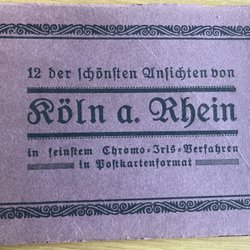 12 der schönsten Ansichten von
Köln a. Rhein
in feinstem Chromo-Iris-Verfahren
in Postkartenformat